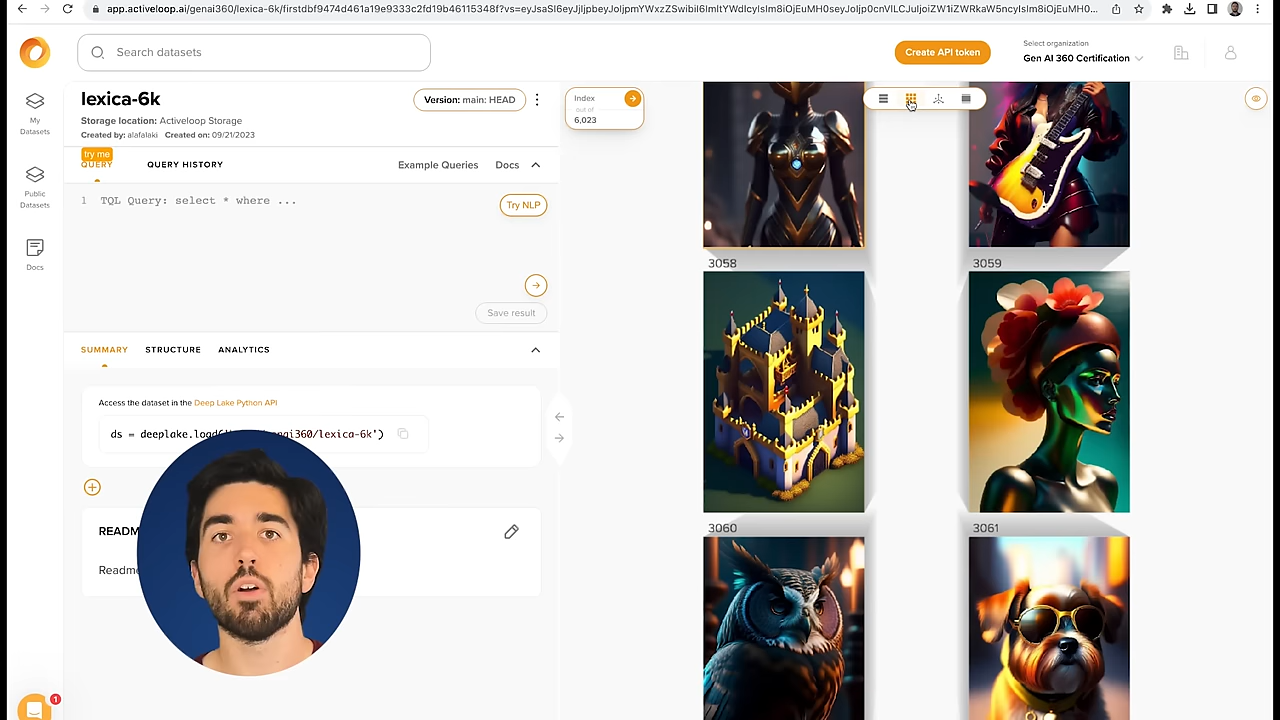 app.activeloop.ai/genai360/lexica-6k/firstdbf9474d461a19e9333c2fd19b46115348f?vs=
Search datasets
Create API token
Select organization
Gen AI 360 Certification
My
Datasets
Public
Datasets
Docs
lexica-6k
Version: main: HEAD
Storage location: Activeloop Storage
Created by: alafalaki Created on: 09/21/2023
try me
QUERY
QUERY HISTORY
Example Queries
Docs
1 TQL Query: select * where ...
Try NLP
Save result
SUMMARY
STRUCTURE
ANALYTICS
Access the dataset in the Deep Lake Python API
ds = deeplake.load(
/lexica-6k')
READM
Readme
1
Index
out of
6,023
3058
3059
3060
3061